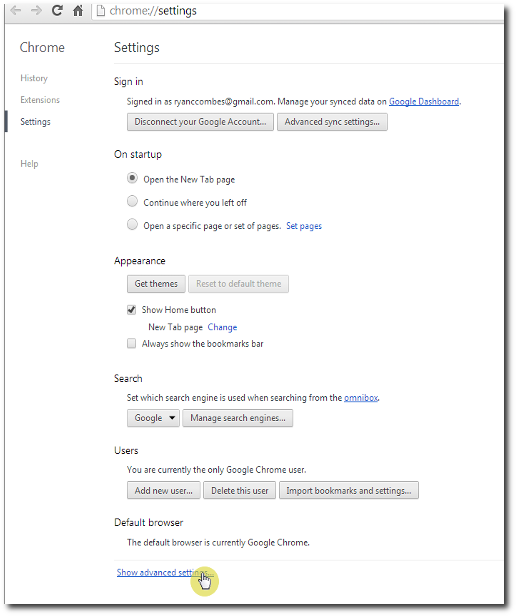 chrome://settings
Chrome
Settings
History
Extensions
Settings
Help
Sign in
Signed in as ryanccombes@gmail.com. Manage your synced data on Google Dashboard.
Disconnect your Google Account... Advanced sync settings...
On startup
Open the New Tab page
Continue where you left off
Open a specific page or set of pages. Set pages
Appearance
Get themes Reset to default theme
Show Home button
New Tab page Change
Always show the bookmarks bar
Search
Set which search engine is used when searching from the omnibox.
Google Manage search engines...
Users
You are currently the only Google Chrome user.
Add new user... Delete this user Import bookmarks and settings...
Default browser
The default browser is currently Google Chrome.
Show advanced settings...